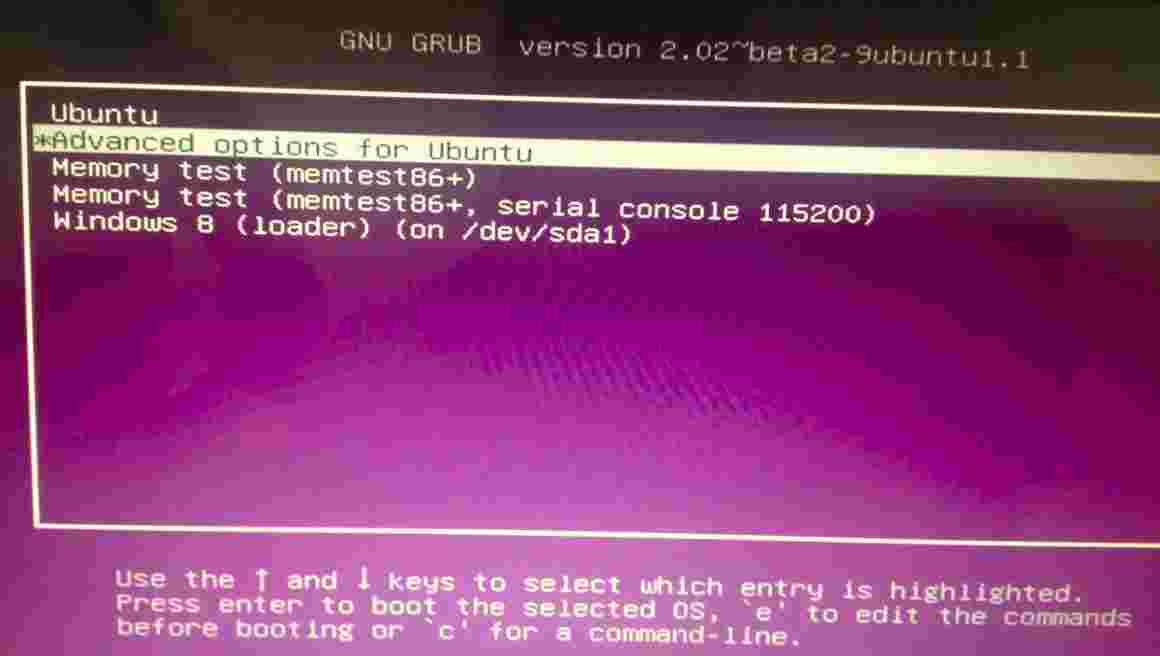 GNU GRUB version 2.02~beta2-9ubuntu1.1
Ubuntu
*Advanced options for Ubuntu
Memory test (memtest86+)
Memory test (memtest86+, serial console 115200)
Windows 8 (loader) (on /dev/sda1)
Use the ↑ and ↓ keys to select which entry is highlighted.
Press enter to boot the selected OS, `e' to edit the commands
before booting or `c' for a command-line.